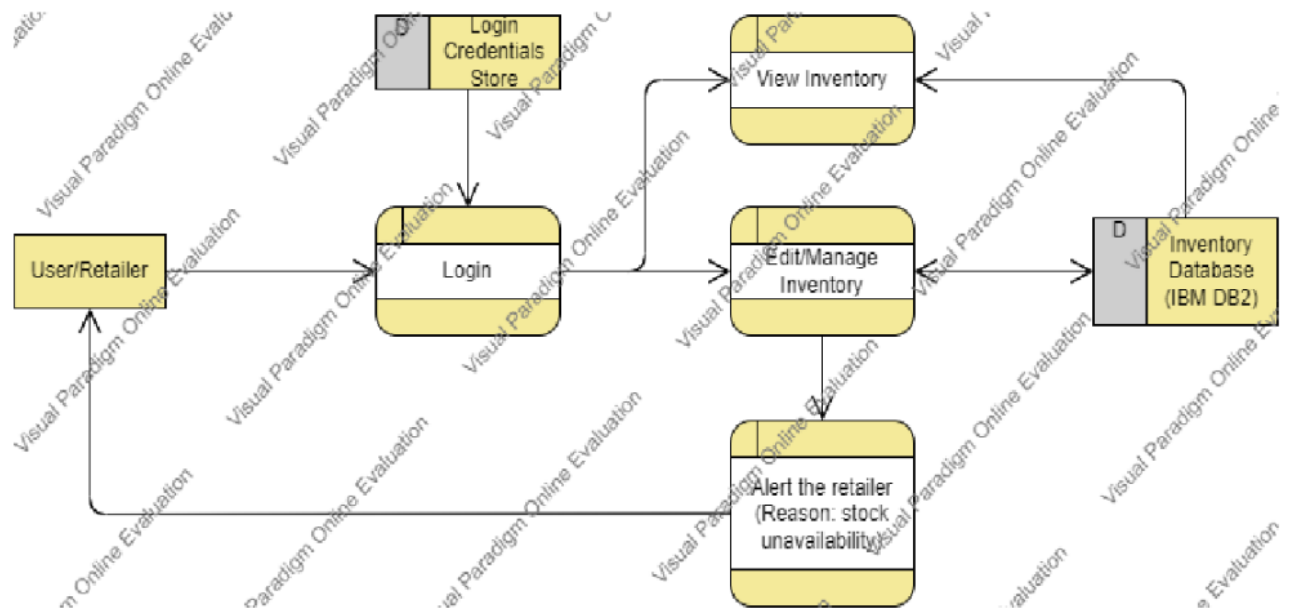 D
Login
Credentials
Store
View Inventory
User/Retailer
Login
Edit/Manage
Inventory
D
Inventory
Database
(IBM DB2)
Alert the retailer
(Reason: stock
unavailability)
Visual Paradigm Online Evaluation